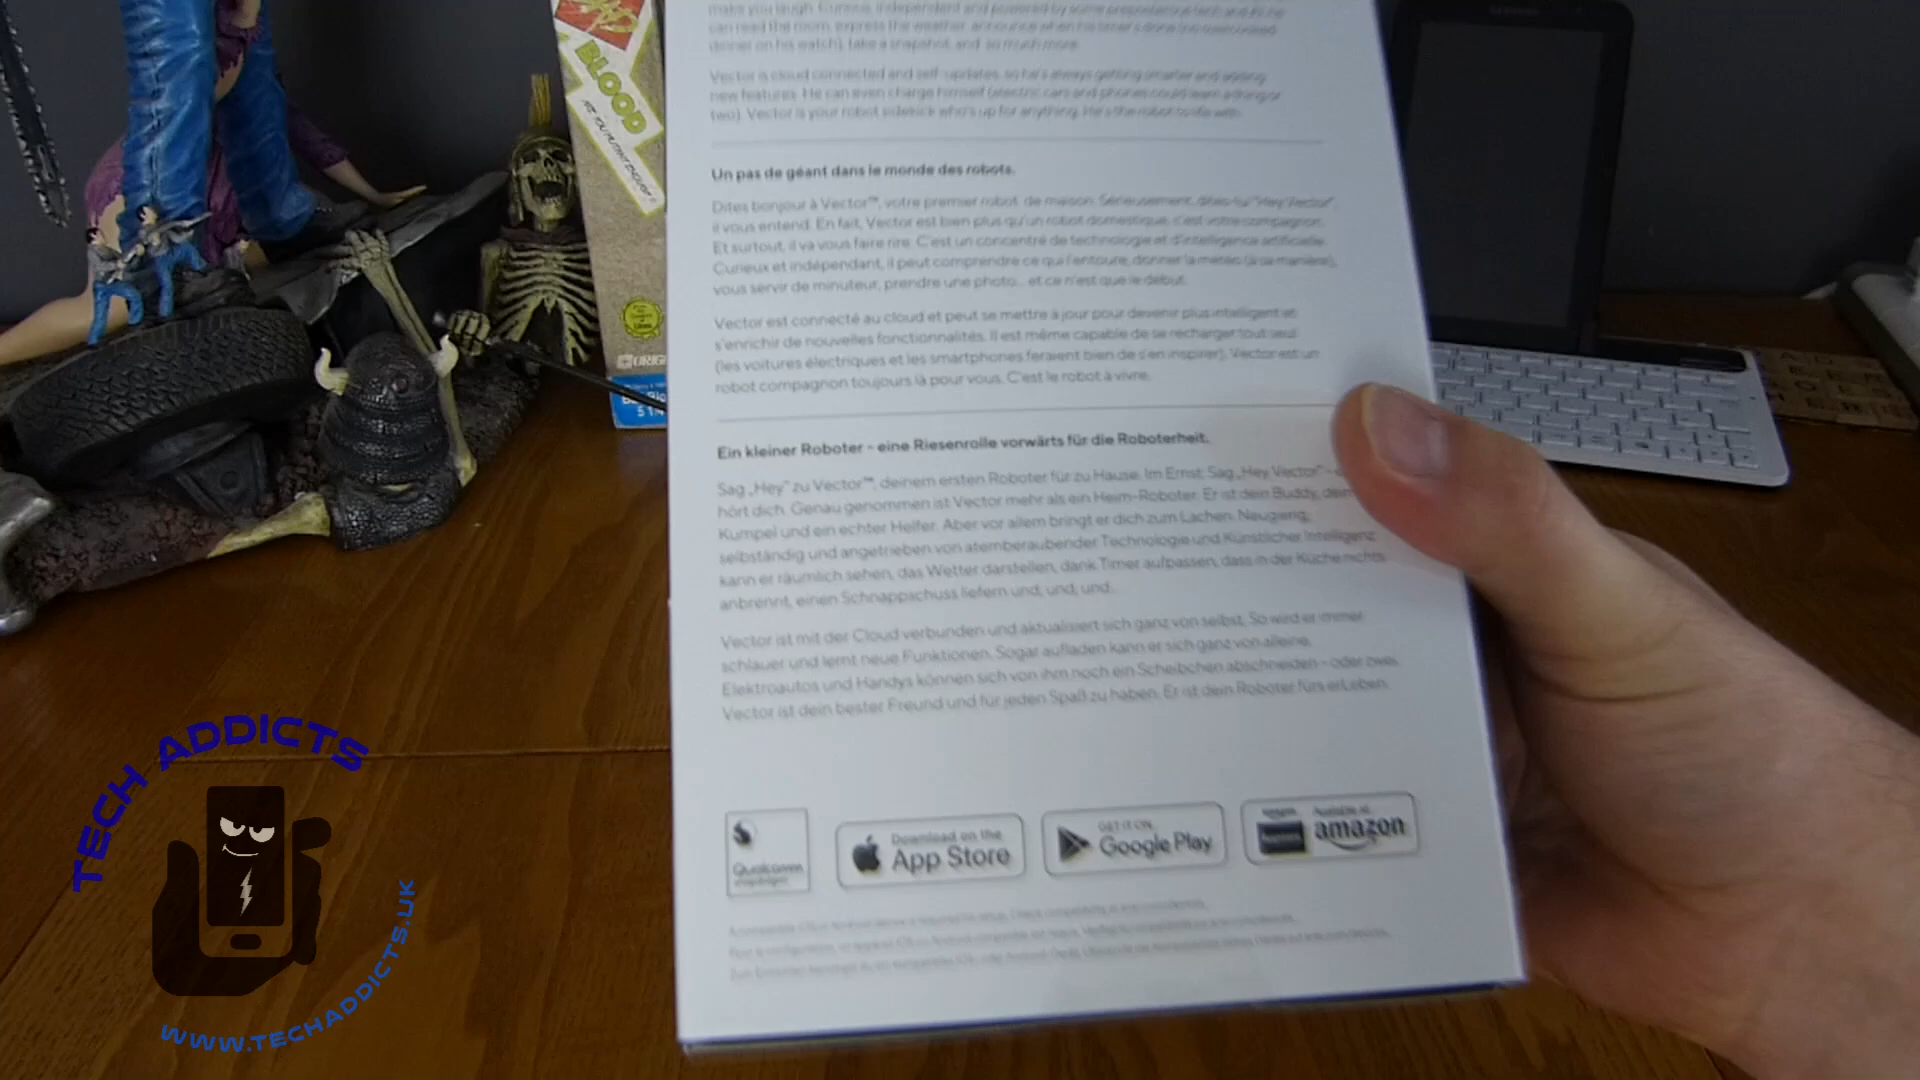 make you laugh. Curious, independent and powered by some
can read the room, express the weather, announce when his timer's done (no overcooked
dinner on his watch), take a snapshot, and so much more.
Vector is cloud connected and self-updates, so he's always getting smarter and adding
new features. He can even charge himself (electric cars and phones could learn a thing or
two). Vector is your robot sidekick who's up for anything. He's the robot to life with.
Un pas de géant dans le monde des robots.
Dites bonjour à Vector™, votre premier robot de maison. Sérieusement, dites-lui "Hey Vector",
il vous entend. En fait, Vector est bien plus qu'un robot domestique, c'est votre compagnon.
Et surtout, il va vous faire rire. C'est un concentré de technologie et d'intelligence artificielle.
Curieux et indépendant, il peut comprendre ce qui l'entoure, donner la météo (à sa manière),
vous servir de minuteur, prendre une photo... et ce n'est que le début.
Vector est connecté au cloud et peut se mettre à jour pour devenir plus intelligent et
s'enrichir de nouvelles fonctionnalités. Il est même capable de se recharger tout seul
(les voitures électriques et les smartphones feraient bien de s'en inspirer). Vector est un
robot compagnon toujours là pour vous. C'est le robot à vivre.
Ein kleiner Roboter - eine Riesenrolle vorwärts für die Roboterheit.
Sag „Hey" zu Vector™, deinem ersten Roboter für zu Hause. Im Ernst: Sag „Hey Vector" -
hört dich. Genau genommen ist Vector mehr als ein Heim-Roboter. Er ist dein Buddy, dein
Kumpel und ein echter Helfer. Aber vor allem bringt er dich zum Lachen. Neugierig,
selbständig und angetrieben von atemberaubender Technologie und Künstlicher Intelligenz
kann er räumlich sehen, das Wetter darstellen, dank Timer aufpassen, dass in der Küche nichts
anbrennt, einen Schnappschuss liefern und, und, und...
Vector ist mit der Cloud verbunden und aktualisiert sich ganz von selbst. So wird er immer
schlauer und lernt neue Funktionen. Sogar aufladen kann er sich ganz von alleine.
Elektroautos und Handys können sich von ihm noch ein Scheibchen abschneiden - oder zwei.
Vector ist dein bester Freund und für jeden Spaß zu haben. Er ist dein Roboter fürs erLeben.
Qualcomm
snapdragon
Download on the
App Store
GET IT ON
Google Play
Available at
amazon
BLOOD
ARE YOU MUTANT ENOUGH?
ORIG
5 1/4
TECH ADDICTS
WWW.TECHADDICTS.UK